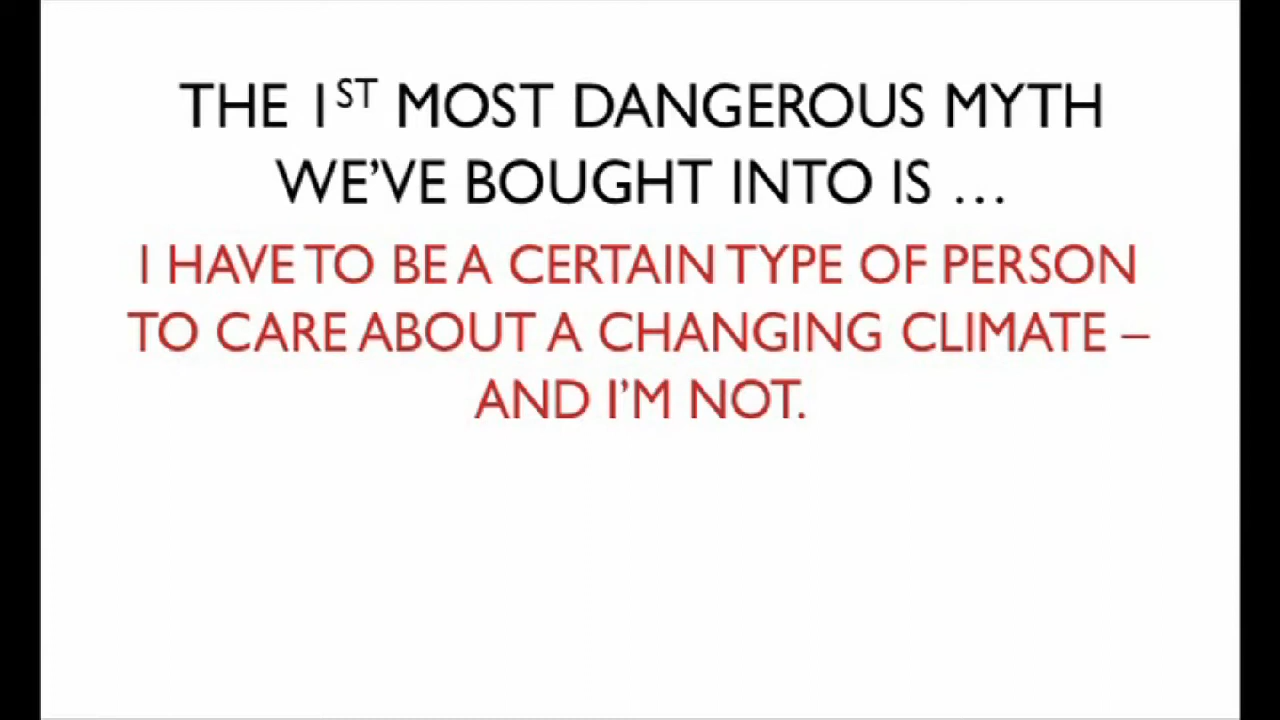 THE 1ST MOST DANGEROUS MYTH
WE'VE BOUGHT INTO IS ...
I HAVE TO BE A CERTAIN TYPE OF PERSON
TO CARE ABOUT A CHANGING CLIMATE –
AND I'M NOT.